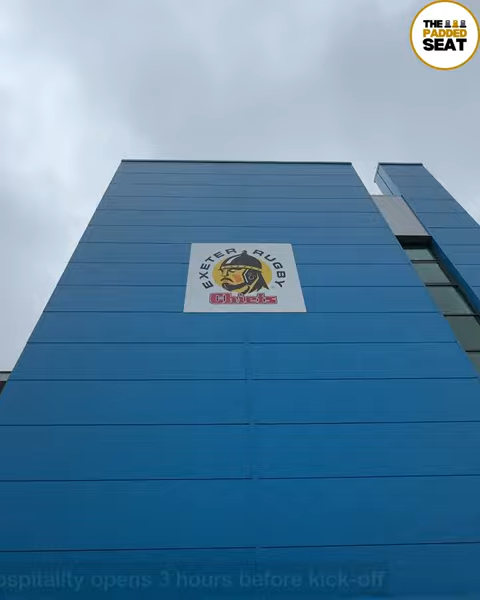 THE
PADDED
SEAT
EXETER RUGBY
Chiefs
ospitality opens 3 hours before kick-off